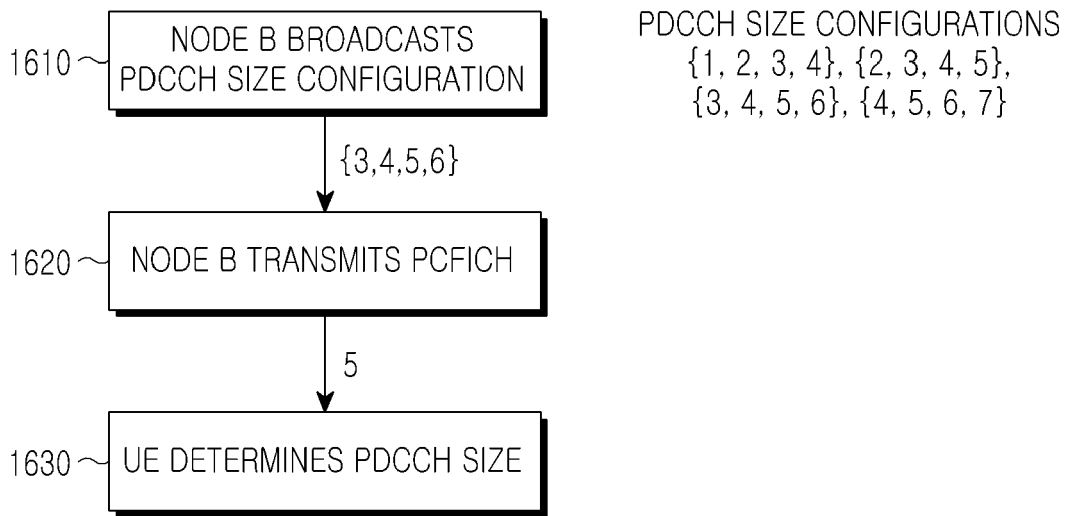 1610
NODE B BROADCASTS
PDCCH SIZE CONFIGURATION
PDCCH SIZE CONFIGURATIONS
{1, 2, 3, 4}, {2, 3, 4, 5},
{3, 4, 5, 6}, {4, 5, 6, 7}
{3,4,5,6}
1620
NODE B TRANSMITS PCFICH
5
1630
UE DETERMINES PDCCH SIZE